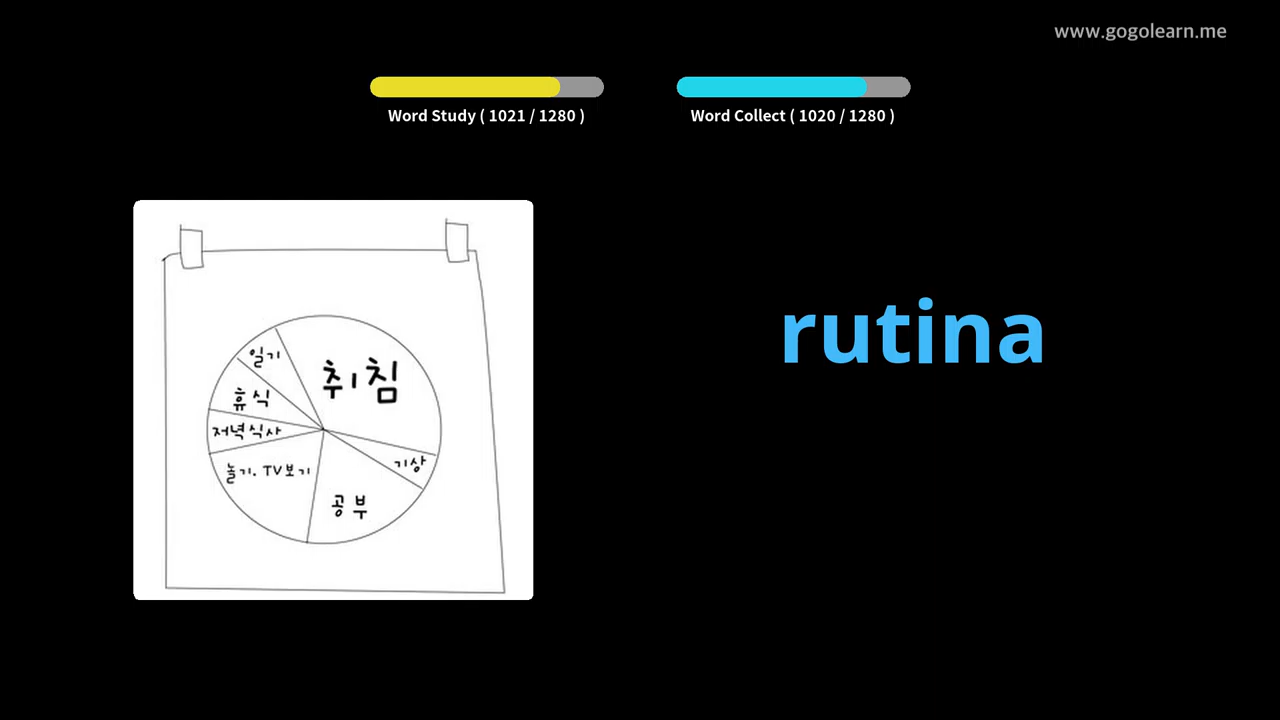 www.gogolearn.me
Word Study ( 1021 / 1280 )
Word Collect ( 1020 / 1280 )
일기
취침
휴식
저녁식사
놀기. TV보기
기상
공부
rutina